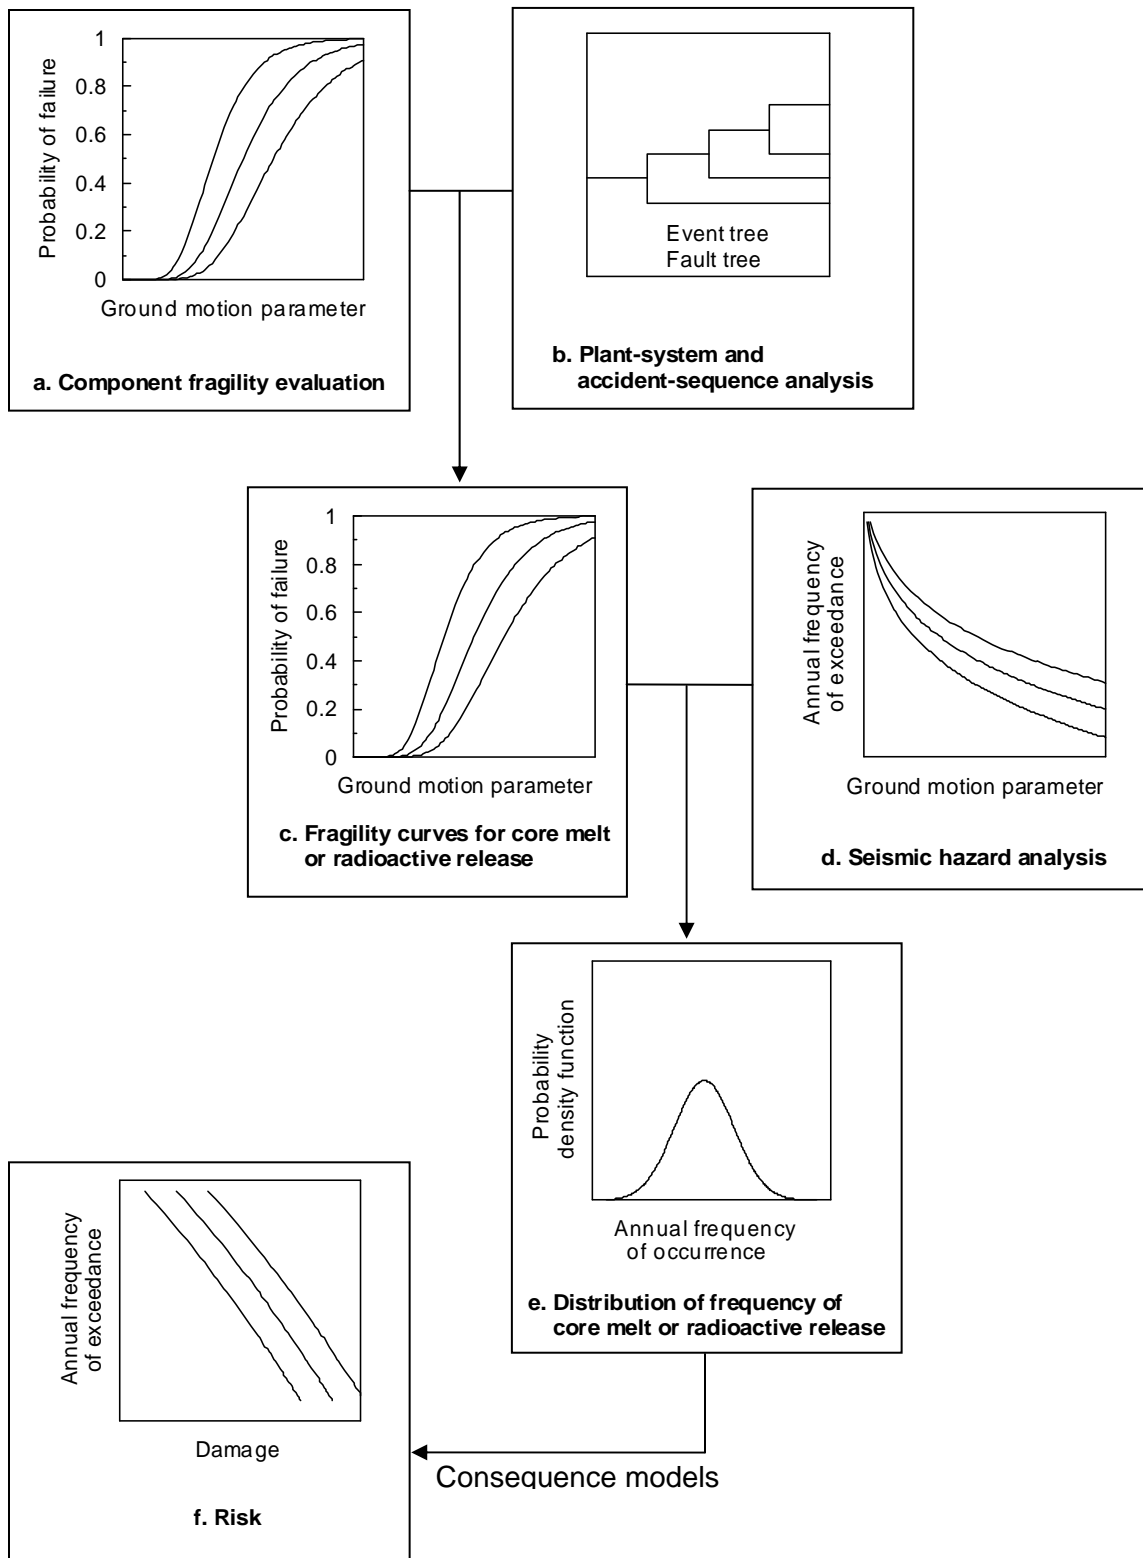 1
0.8
0.6
0.4
0.2
0
Probability of failure
Ground motion parameter
a. Component fragility evaluation
Event tree
Fault tree
b. Plant-system and
accident-sequence analysis
1
0.8
0.6
0.4
0.2
0
Probability of failure
Ground motion parameter
c. Fragility curves for core melt
or radioactive release
Annual frequency
of exceedance
Ground motion parameter
d. Seismic hazard analysis
Probability
density function
Annual frequency
of occurrence
e. Distribution of frequency of
core melt or radioactive release
Annual frequency
of exceedance
Damage
f. Risk
Consequence models